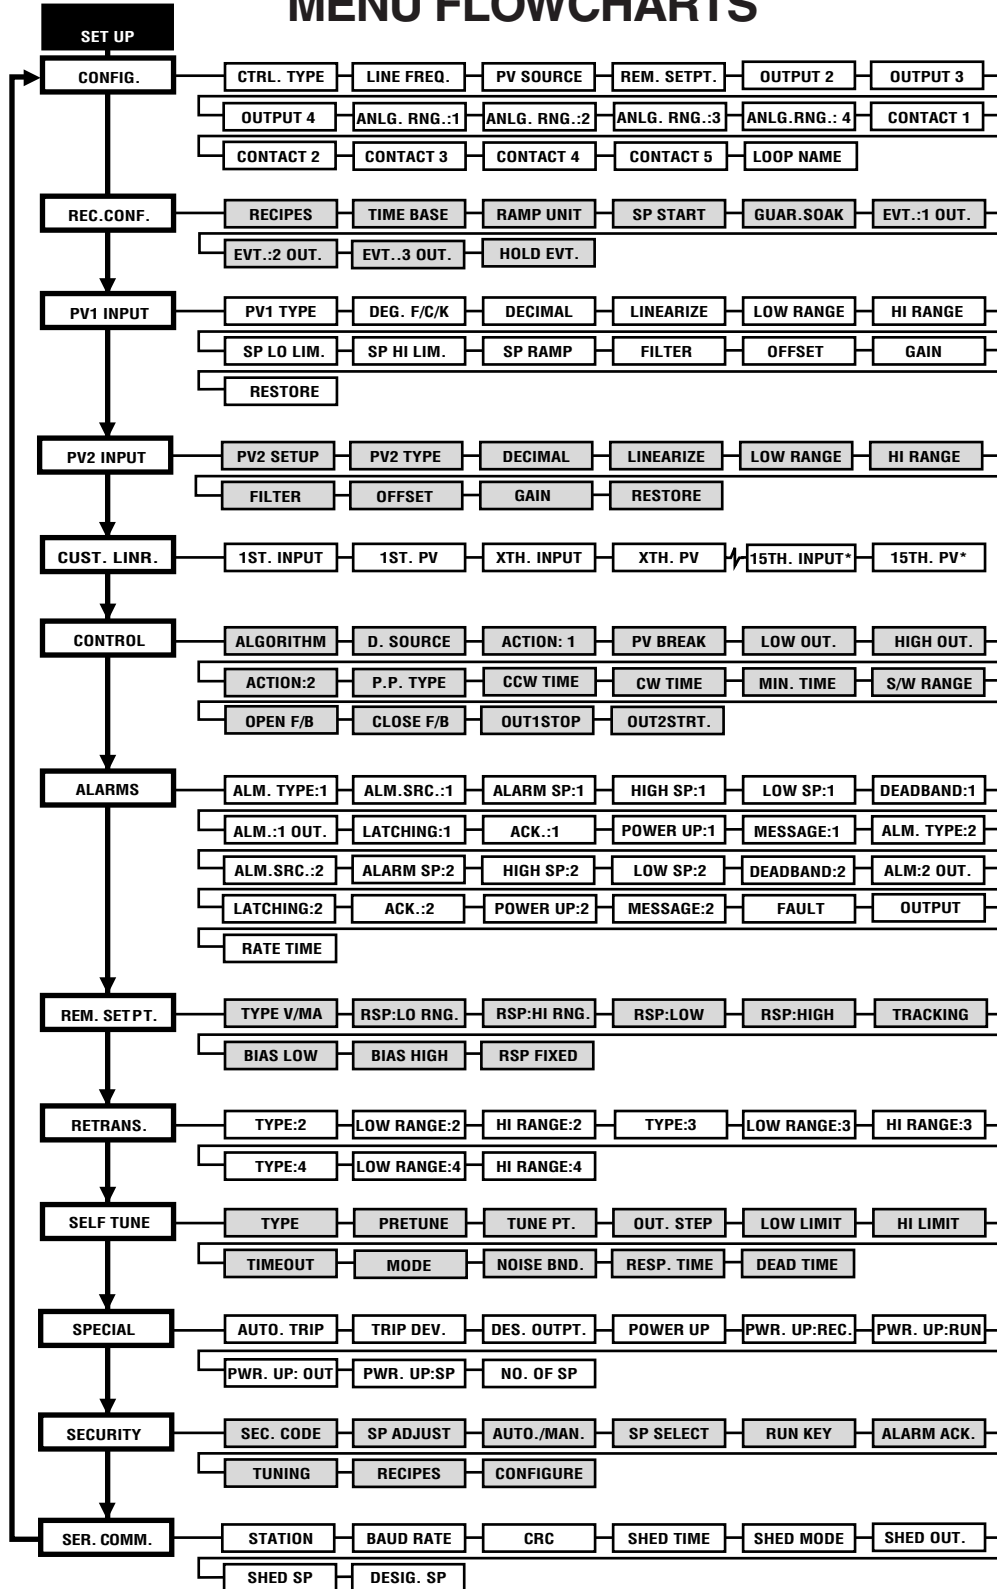 MENU FLOWCHARTS
SET UP
CONFIG. CTRL. TYPE LINE FREQ. PV SOURCE REM. SETPT. OUTPUT 2 OUTPUT 3
OUTPUT 4 ANLG. RNG.:1 ANLG. RNG.:2 ANLG. RNG.:3 ANLG.RNG.: 4 CONTACT 1
CONTACT 2 CONTACT 3 CONTACT 4 CONTACT 5 LOOP NAME
REC.CONF. RECIPES TIME BASE RAMP UNIT SP START GUAR.SOAK EVT.:1 OUT.
EVT.:2 OUT. EVT..3 OUT. HOLD EVT.
PV1 INPUT PV1 TYPE DEG. F/C/K DECIMAL LINEARIZE LOW RANGE HI RANGE
SP LO LIM. SP HI LIM. SP RAMP FILTER OFFSET GAIN
RESTORE
PV2 INPUT PV2 SETUP PV2 TYPE DECIMAL LINEARIZE LOW RANGE HI RANGE
FILTER OFFSET GAIN RESTORE
CUST. LINR. 1ST. INPUT 1ST. PV XTH. INPUT XTH. PV 15TH. INPUT* 15TH. PV*
CONTROL ALGORITHM D. SOURCE ACTION: 1 PV BREAK LOW OUT. HIGH OUT.
ACTION:2 P.P. TYPE CCW TIME CW TIME MIN. TIME S/W RANGE
OPEN F/B CLOSE F/B OUT1STOP OUT2STRT.
ALARMS ALM. TYPE:1 ALM.SRC.:1 ALARM SP:1 HIGH SP:1 LOW SP:1 DEADBAND:1
ALM.:1 OUT. LATCHING:1 ACK.:1 POWER UP:1 MESSAGE:1 ALM. TYPE:2
ALM.SRC.:2 ALARM SP:2 HIGH SP:2 LOW SP:2 DEADBAND:2 ALM:2 OUT.
LATCHING:2 ACK.:2 POWER UP:2 MESSAGE:2 FAULT OUTPUT
RATE TIME
REM. SETPT. TYPE V/MA RSP:LO RNG. RSP:HI RNG. RSP:LOW RSP:HIGH TRACKING
BIAS LOW BIAS HIGH RSP FIXED
RETRANS. TYPE:2 LOW RANGE:2 HI RANGE:2 TYPE:3 LOW RANGE:3 HI RANGE:3
TYPE:4 LOW RANGE:4 HI RANGE:4
SELF TUNE TYPE PRETUNE TUNE PT. OUT. STEP LOW LIMIT HI LIMIT
TIMEOUT MODE NOISE BND. RESP. TIME DEAD TIME
SPECIAL AUTO. TRIP TRIP DEV. DES. OUTPT. POWER UP PWR. UP:REC. PWR. UP:RUN
PWR. UP: OUT PWR. UP:SP NO. OF SP
SECURITY SEC. CODE SP ADJUST AUTO./MAN. SP SELECT RUN KEY ALARM ACK.
TUNING RECIPES CONFIGURE
SER. COMM. STATION BAUD RATE CRC SHED TIME SHED MODE SHED OUT.
SHED SP DESIG. SP